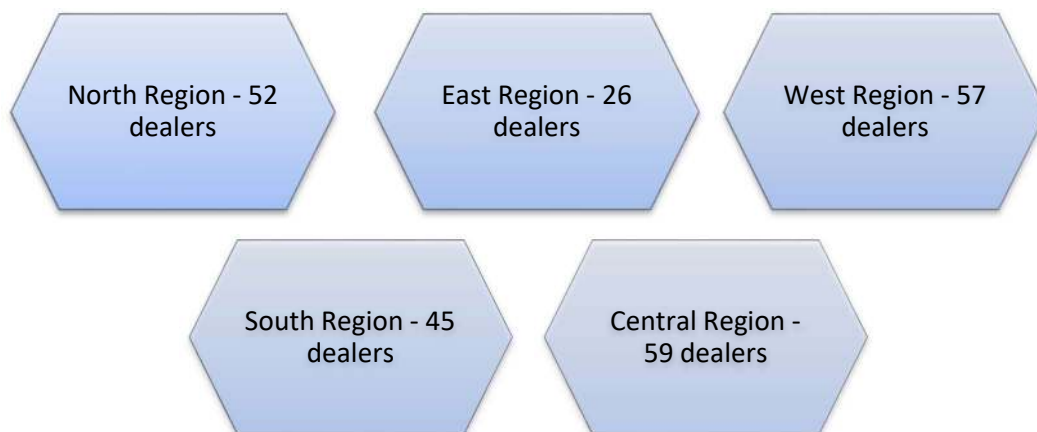 North Region - 52
dealers
East Region - 26
dealers
West Region - 57
dealers
South Region - 45
dealers
Central Region -
59 dealers